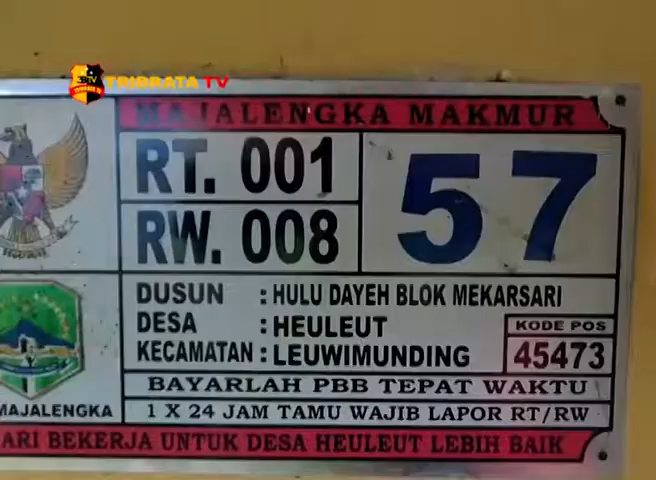 TRIBRATA TV
MAJALENGKA MAKMUR
RT. 001
57
RW. 008
DUSUN : HULU DAYEH BLOK MEKARSARI
DESA : HEULEUT
KODE POS
KECAMATAN : LEUWIMUNDING
45473
BAYARLAH PBB TEPAT WAKTU
MAJALENGKA
1 X 24 JAM TAMU WAJIB LAPOR RT/RW
ARI BEKERJA UNTUK DESA HEULEUT LEBIH BAIK